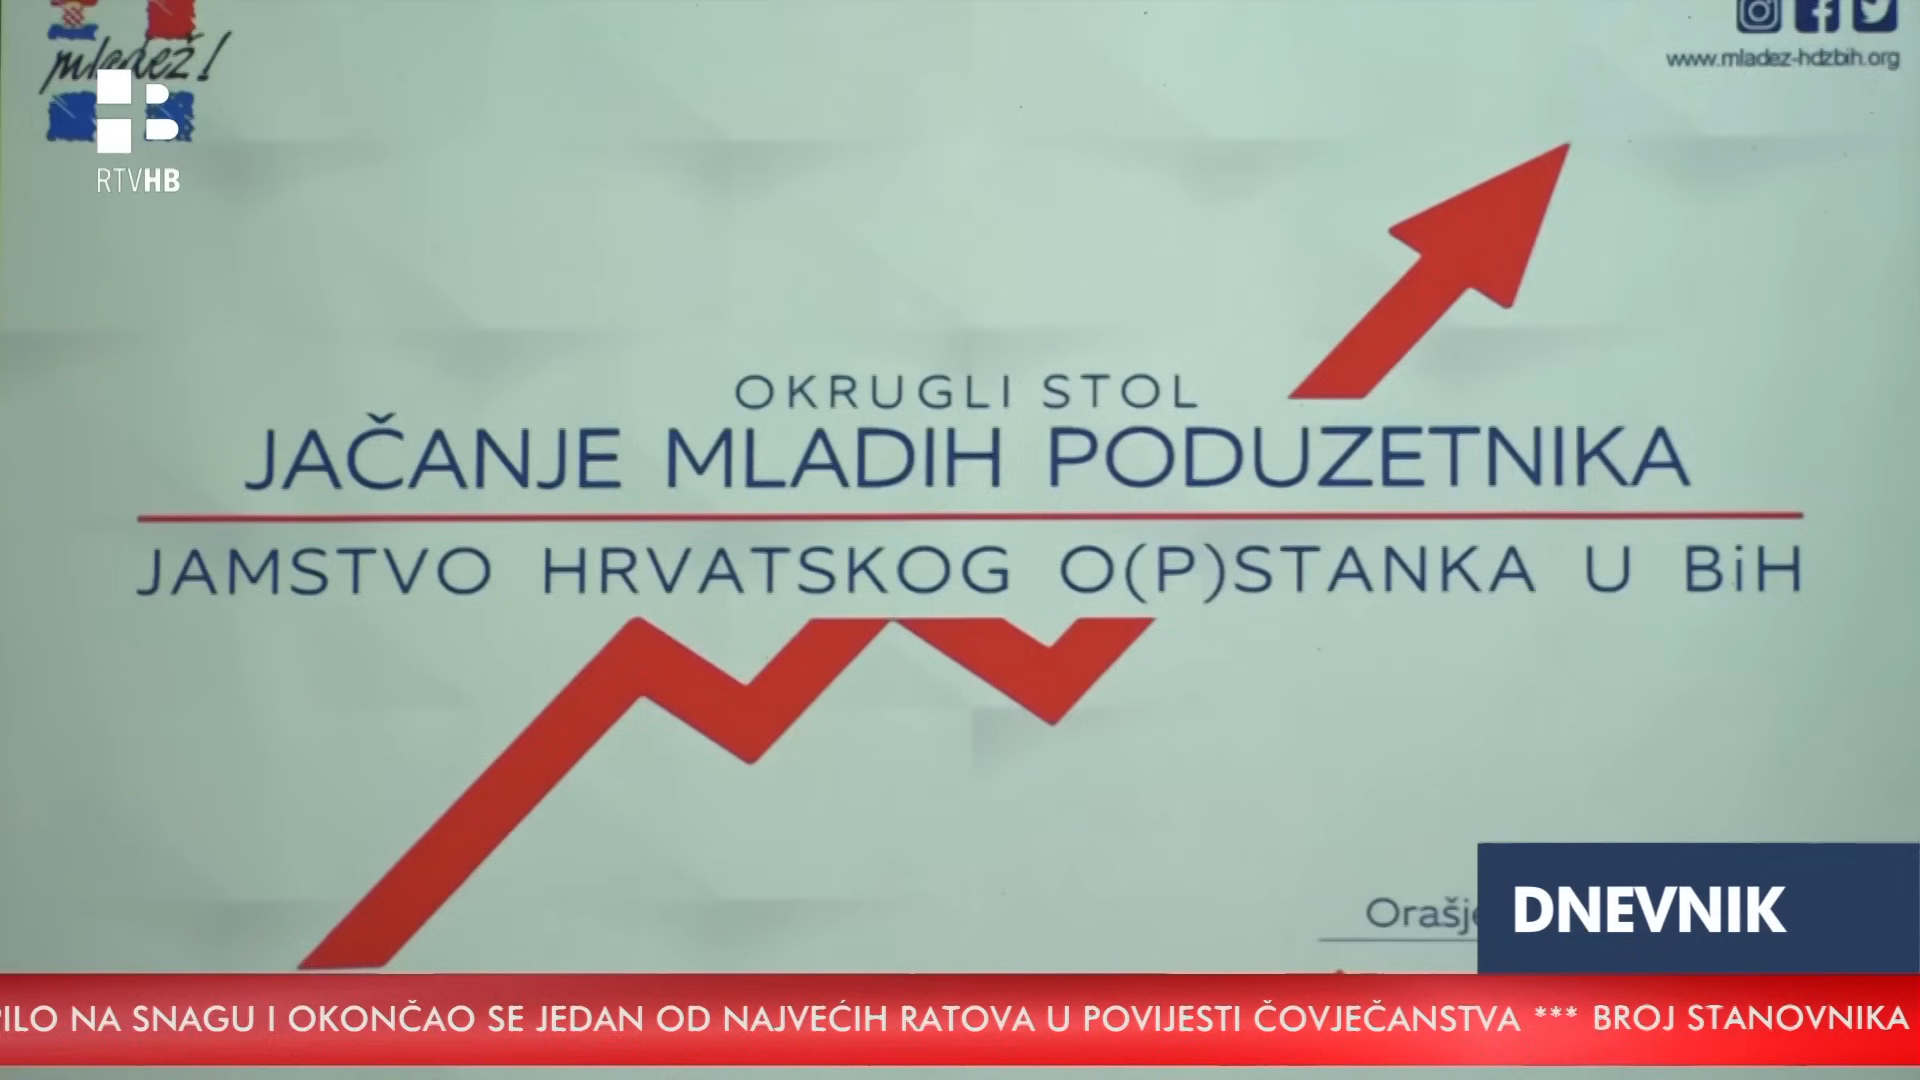 mladež!
www.mladez-hdzbih.org
RTVHB
OKRUGLI STOL
JAČANJE MLADIH PODUZETNIKA
JAMSTVO HRVATSKOG O(P)STANKA U BiH
DNEVNIK
NA SNAGU I OKONČAO SE JEDAN OD NAJVEĆIH RATOVA U POVIJESTI ČOVJEČANSTVA *** BROJ STANOVNIKA